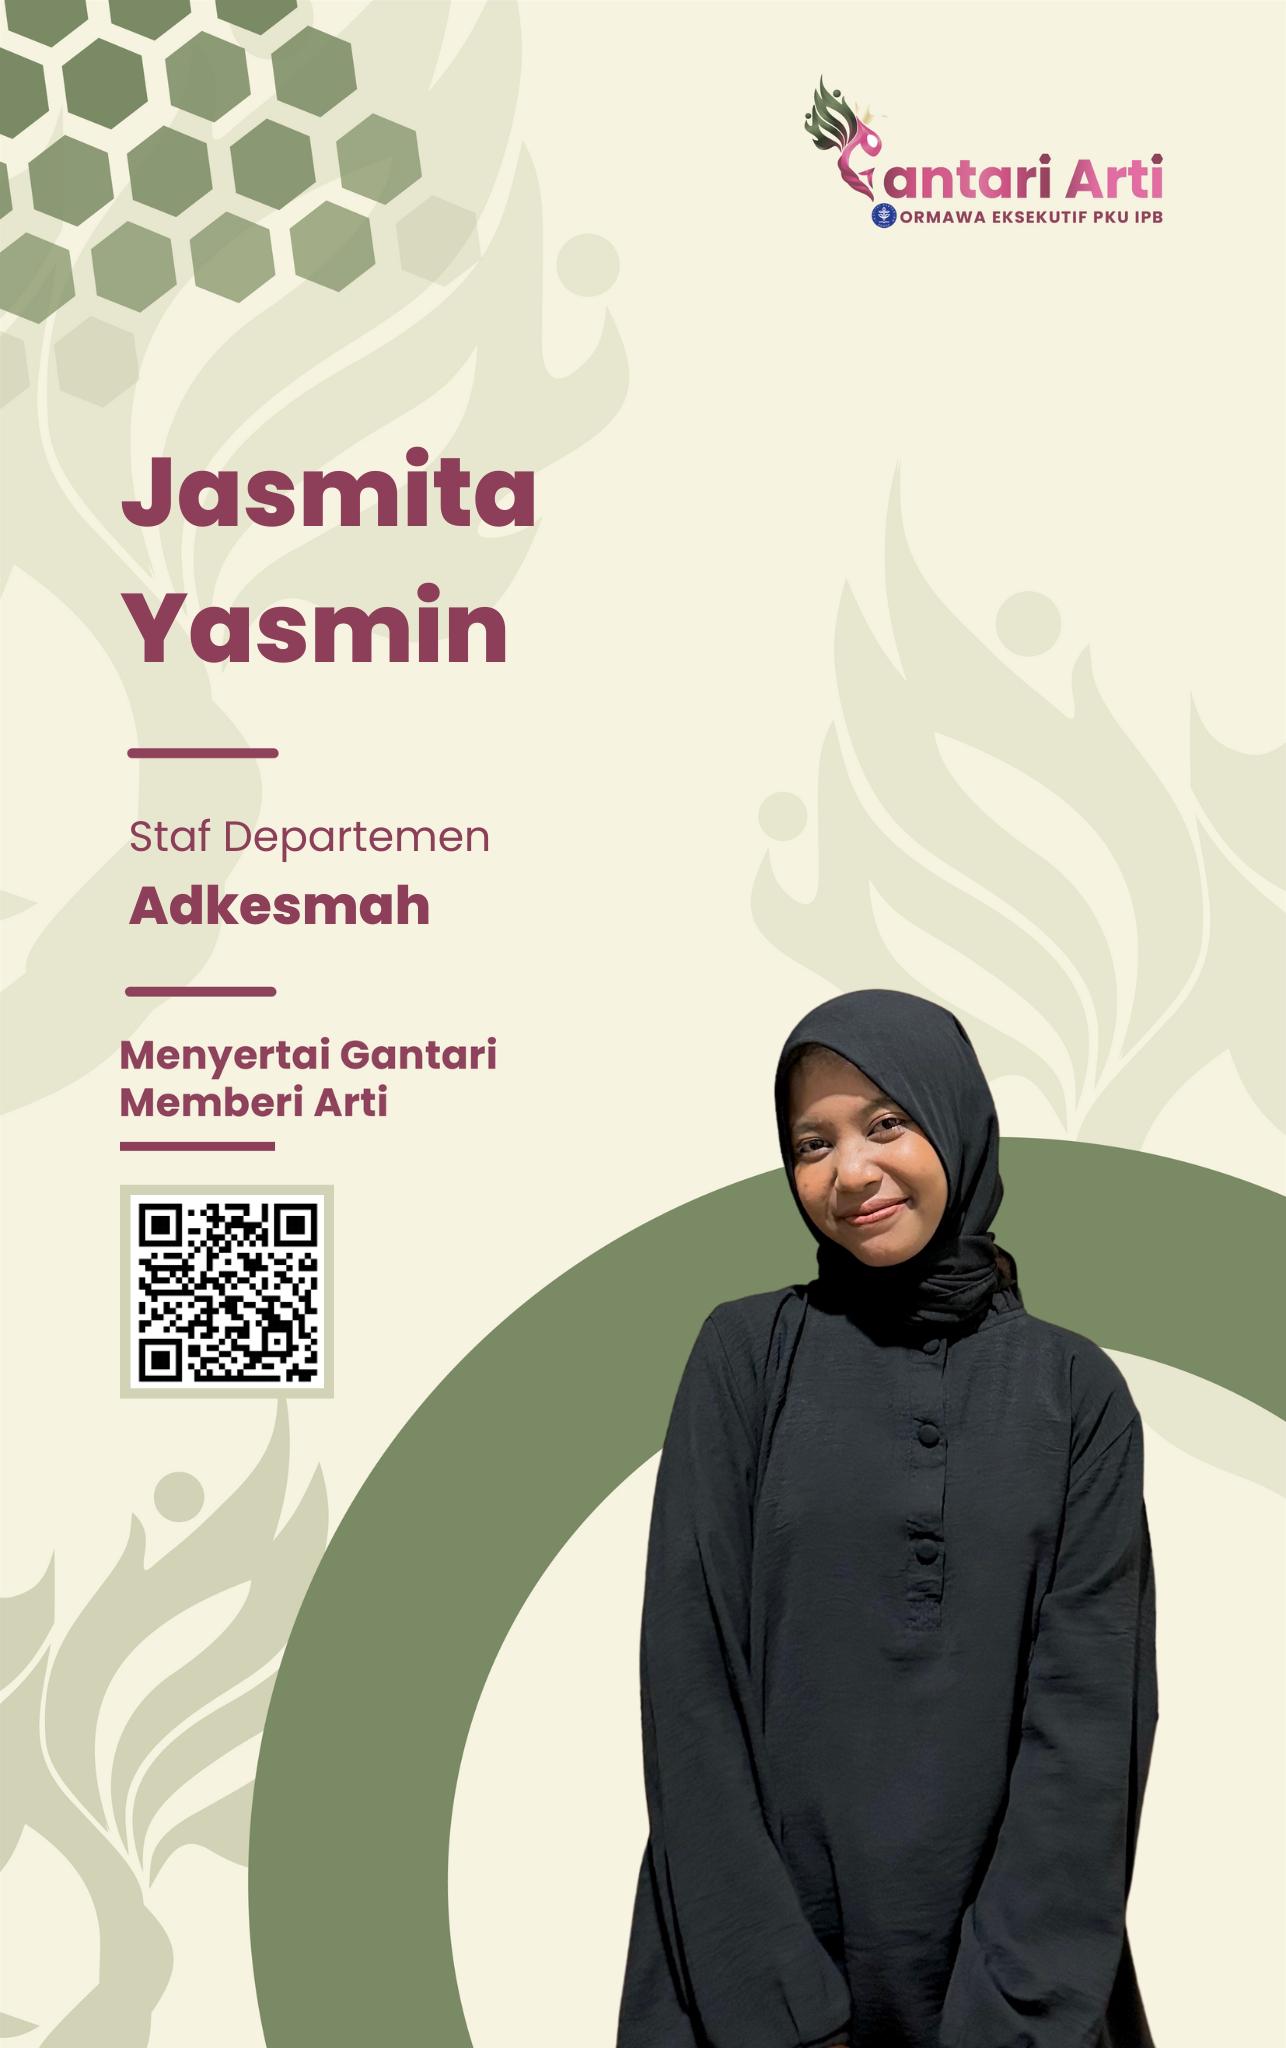 Gantari Arti
ORMAWA EKSEKUTIF PKU IPB
Jasmita
Yasmin
Staf Departemen
Adkesmah
Menyertai Gantari
Memberi Arti